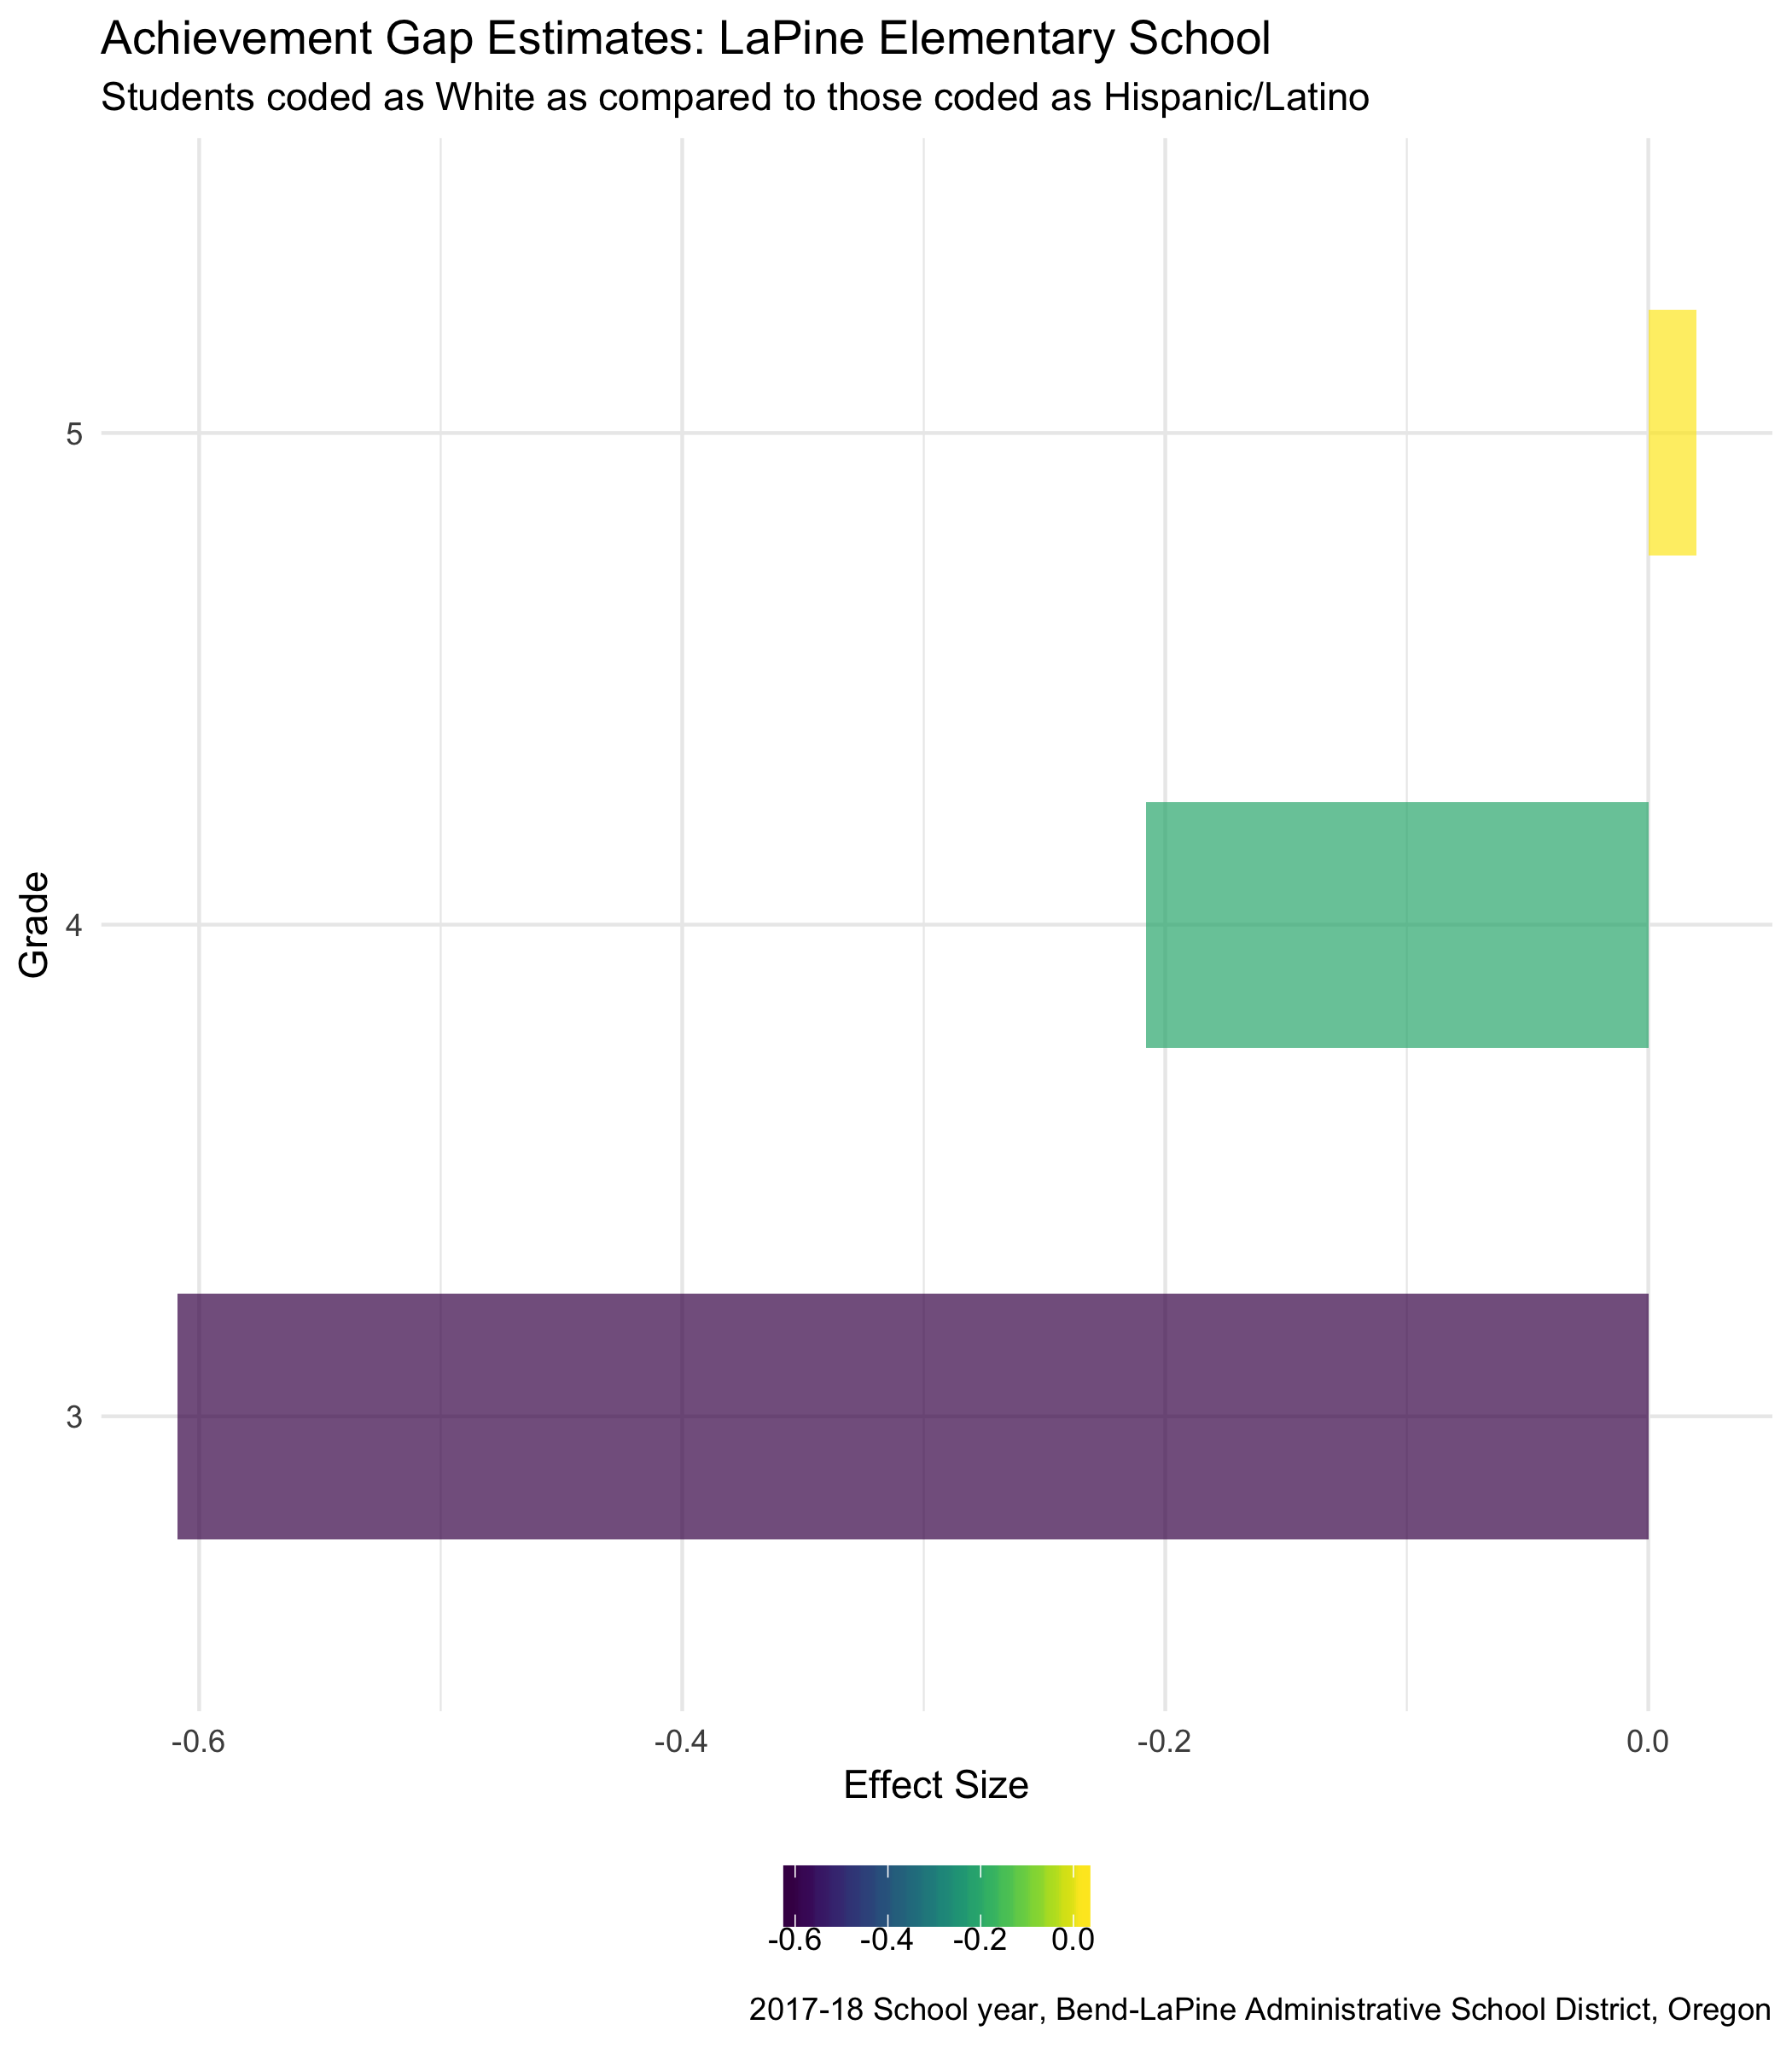 Achievement Gap Estimates: LaPine Elementary School
Students coded as White as compared to those coded as Hispanic/Latino
5
4
3
Grade
-0.6 -0.4 -0.2 0.0
Effect Size
-0.6 -0.4 -0.2 0.0
2017-18 School year, Bend-LaPine Administrative School District, Oregon